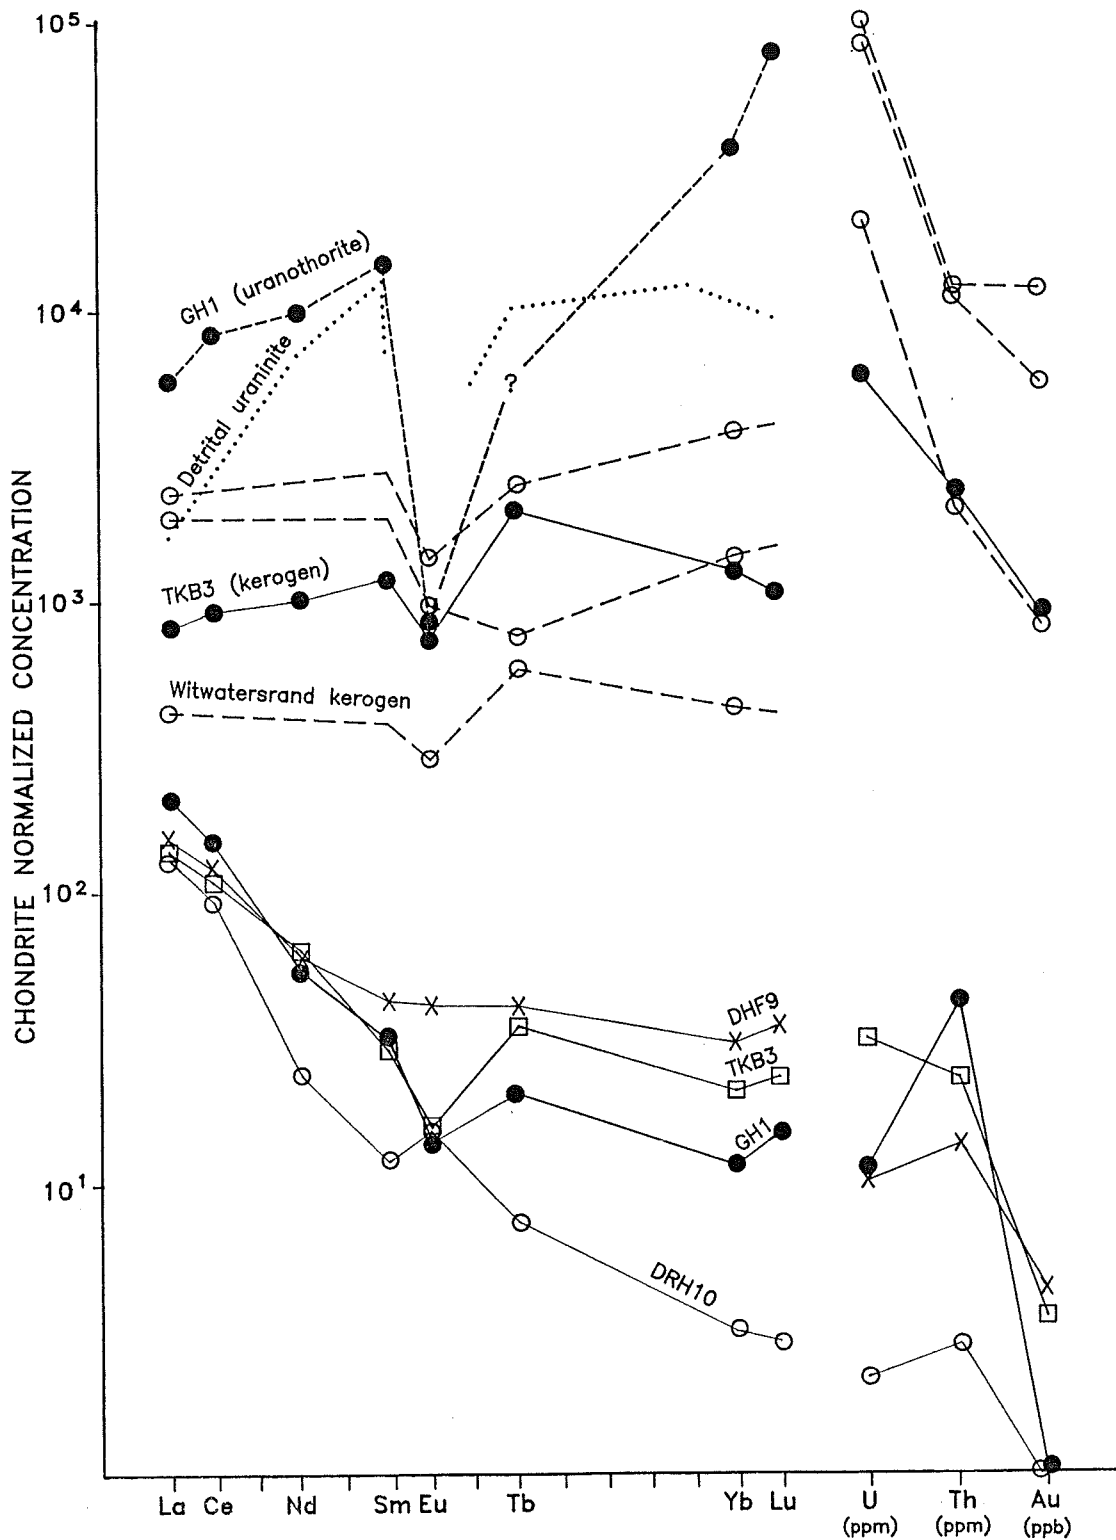 10⁵
10⁴
10³
10²
10¹
CHONDRITE NORMALIZED CONCENTRATION
GH1 (uranothorite)
Detrital uraninite
?
TKB3 (kerogen)
Witwatersrand kerogen
DHF9
TKB3
GH1
DRH10
La Ce Nd Sm Eu Tb Yb Lu U Th Au
(ppm) (ppm) (ppb)